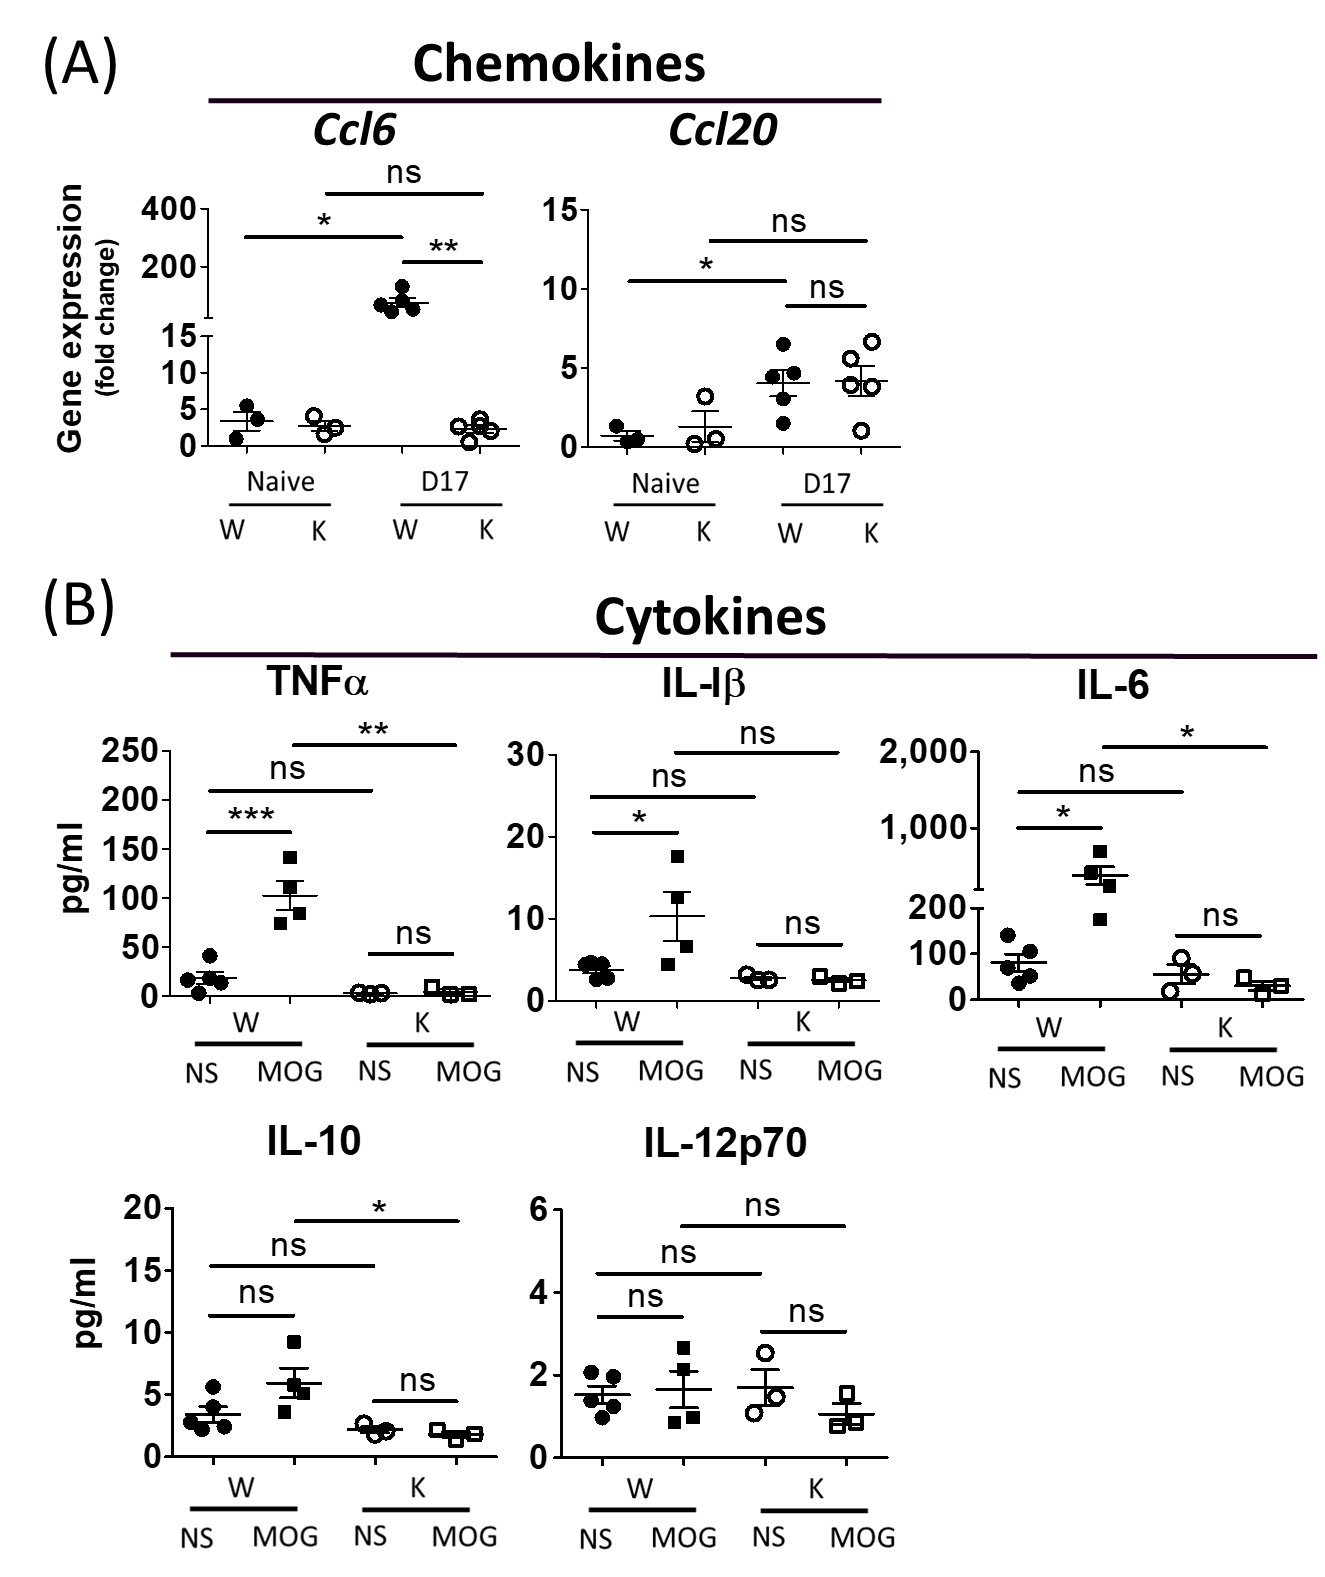 (A)
Chemokines
Ccl6
Ccl20
Gene expression
(fold change)
400
200
15
10
5
0
ns
*
**
Naive
D17
W
K
W
K
15
10
5
0
ns
*
ns
Naive
D17
W
K
W
K
(B)
Cytokines
TNFα
IL-Iβ
IL-6
pg/ml
250
200
150
100
50
0
**
ns
***
ns
W
K
NS
MOG
NS
MOG
30
20
10
0
ns
ns
*
ns
W
K
NS
MOG
NS
MOG
2,000
1,000
200
100
0
*
ns
*
ns
W
K
NS
MOG
NS
MOG
IL-10
IL-12p70
pg/ml
20
15
10
5
0
*
ns
ns
ns
W
K
NS
MOG
NS
MOG
6
4
2
0
ns
ns
ns
ns
W
K
NS
MOG
NS
MOG